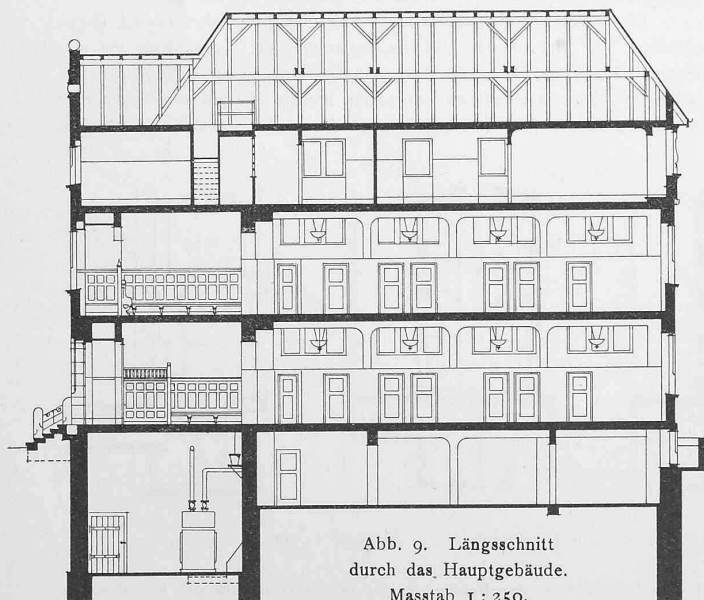 Abb. 9. Längsschnitt
durch das Hauptgebäude.
Masstab 1 : 250.